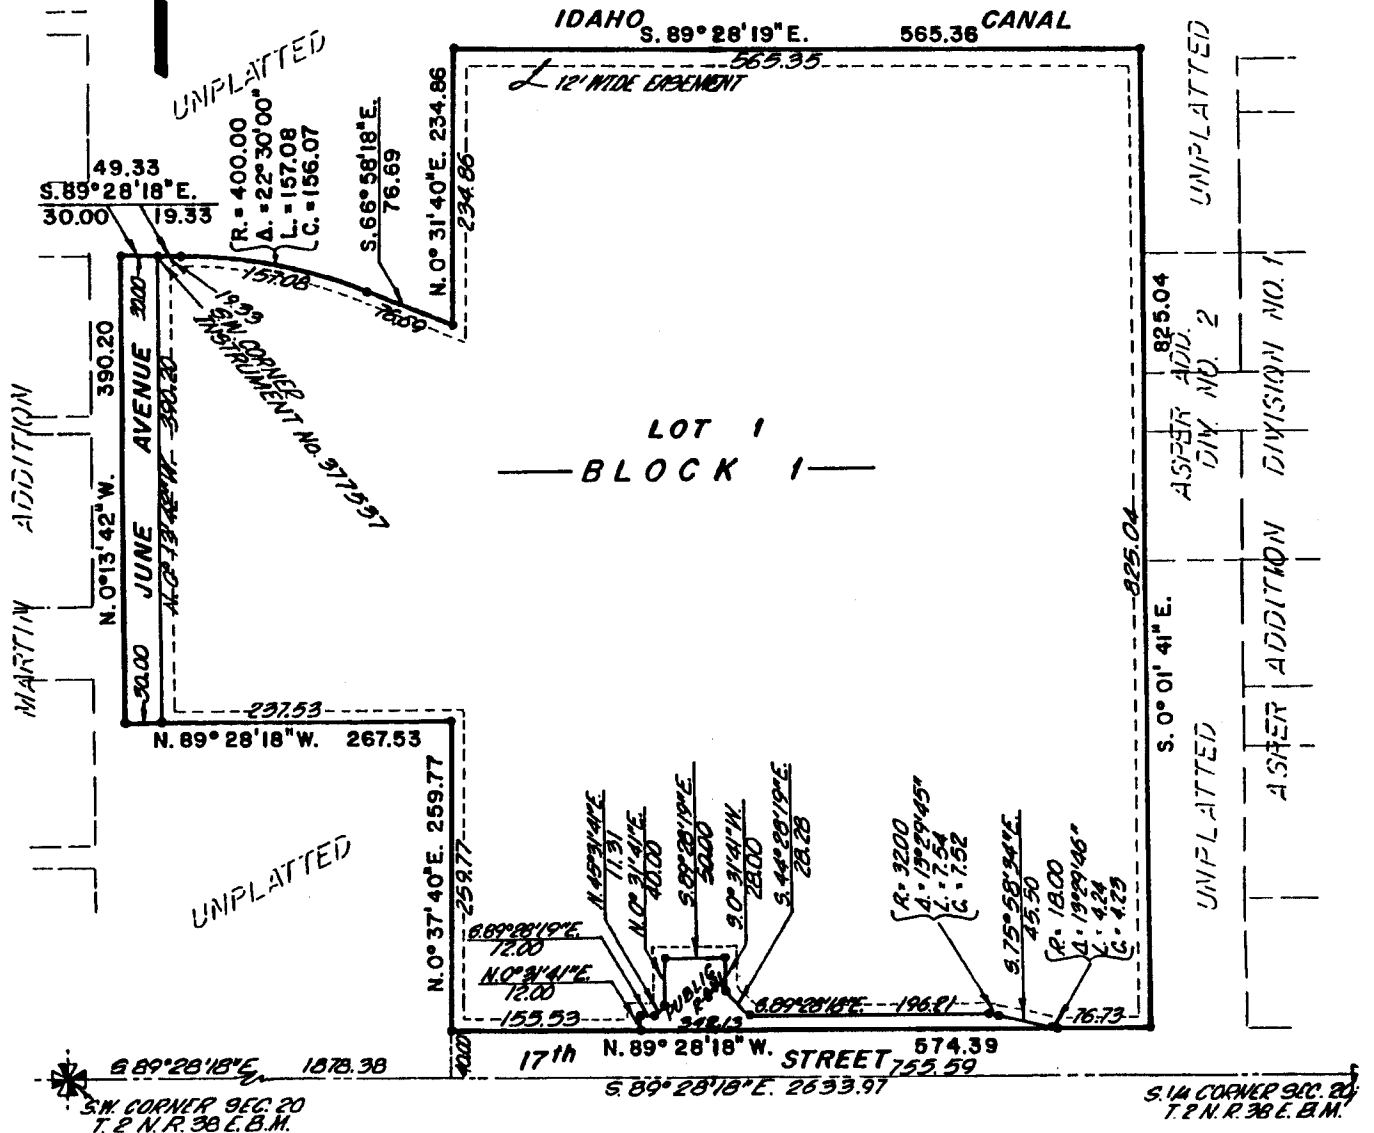 IDAHO CANAL
S. 89° 28' 19" E. 565.36
565.35
12' WIDE EASEMENT
UNPLATTED
UNPLATTED
N. 0° 31' 40" E. 234.86
234.86
R. = 400.00
Δ. = 22° 30' 00"
L. = 157.08
C. = 156.07
S. 66° 58' 18" E.
76.69
49.33
S. 89° 28' 18" E.
30.00 19.33
157.08
76.69
30.00
19.33
S.W. CORNER
INSTRUMENT NO. 377537
N. 0° 13' 42" W. 390.20
JUNE AVENUE
N. 0° 13' 42" W. 390.20
30.00
MARTIN ADDITION
LOT 1
BLOCK 1
825.04
S. 0° 01' 41" E.
825.04
ASPER ADD.
DIV. NO. 2
ASPER ADDITION DIVISION NO. 1
UNPLATTED
237.53
N. 89° 28' 18" W. 267.53
N. 0° 37' 40" E. 259.77
259.77
UNPLATTED
N. 45° 31' 41" E.
11.31
N. 0° 31' 41" E.
40.00
S. 89° 28' 19" E.
50.00
S. 0° 31' 41" W.
28.00
S. 44° 28' 19" E.
28.28
R. = 32.00
Δ. = 13° 29' 45"
L. = 7.54
C. = 7.52
S. 75° 58' 34" E.
45.50
R. = 18.00
Δ = 13° 29' 46"
L = 4.24
C = 4.23
S. 89° 28' 19" E.
12.00
N. 0° 31' 41" E.
12.00
PUBLIC
S. 89° 28' 18" E. 196.21
155.53
342.13
76.73
40.00
17th STREET
N. 89° 28' 18" W. 574.39
755.59
S. 89° 28' 18" E. 1878.38
S. 89° 28' 18" E. 2633.97
S.W. CORNER SEC. 20
T. 2 N. R. 38 E. B.M.
S. 1/4 CORNER SEC. 20,
T. 2 N. R. 38 E. B.M.